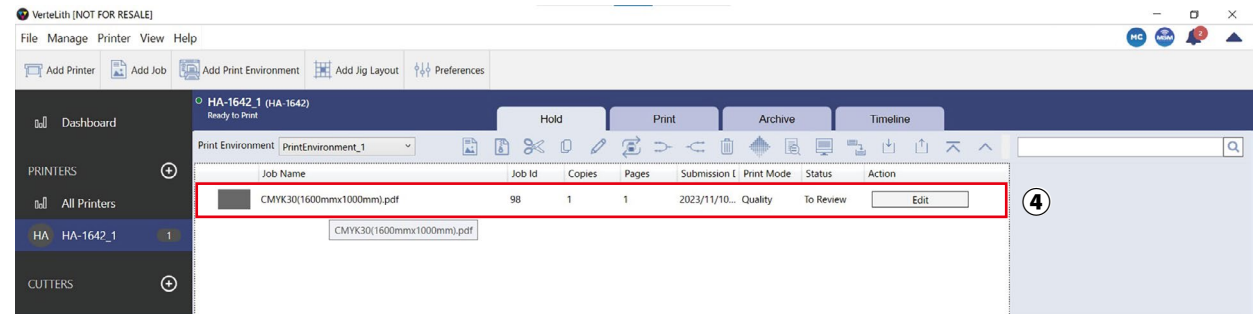 VerteLith [NOT FOR RESALE]
File Manage Printer View Help
MC MSM 2
Add Printer Add Job Add Print Environment Add Jig Layout Preferences
HA-1642_1 (HA-1642)
Ready to Print
Hold Print Archive Timeline
Dashboard
Print Environment PrintEnvironment_1
PRINTERS
Job Name Job Id Copies Pages Submission D Print Mode Status Action
All Printers
CMYK30(1600mmx1000mm).pdf 98 1 1 2023/11/10... Quality To Review Edit
④
HA HA-1642_1 1
CMYK30(1600mmx1000mm).pdf
CUTTERS